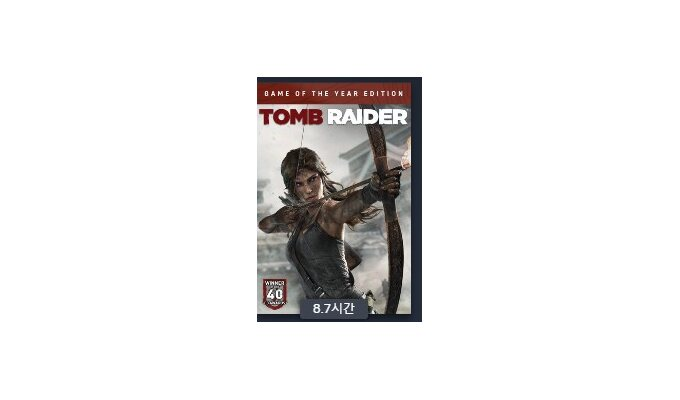 GAME OF THE YEAR EDITION
TOMB RAIDER
WINNER
40
8.7시간